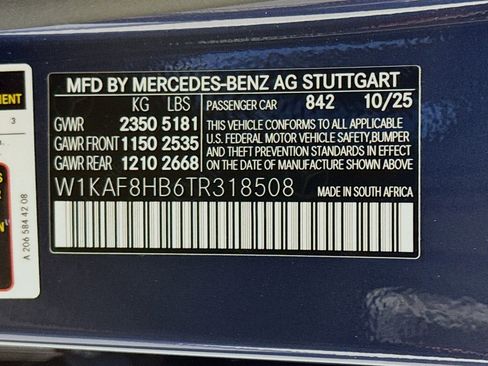 MFD BY MERCEDES-BENZ AG STUTTGART
KG LBS PASSENGER CAR 842 10/25
GVWR 2350 5181
GAWR FRONT 1150 2535
GAWR REAR 1210 2668
THIS VEHICLE CONFORMS TO ALL APPLICABLE
U.S. FEDERAL MOTOR VEHICLE SAFETY, BUMPER
AND THEFT PREVENTION STANDARDS IN EFFECT
ON THE DATE OF MANUFACTURE SHOWN ABOVE.
W1KAF8HB6TR318508 MADE IN SOUTH AFRICA
3
A 206 584 42 08